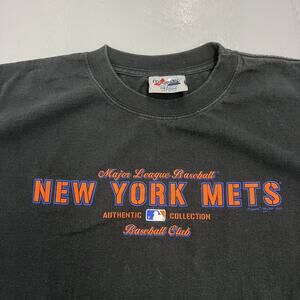 Major League Baseball
NEW YORK METS
AUTHENTIC COLLECTION
Baseball Club